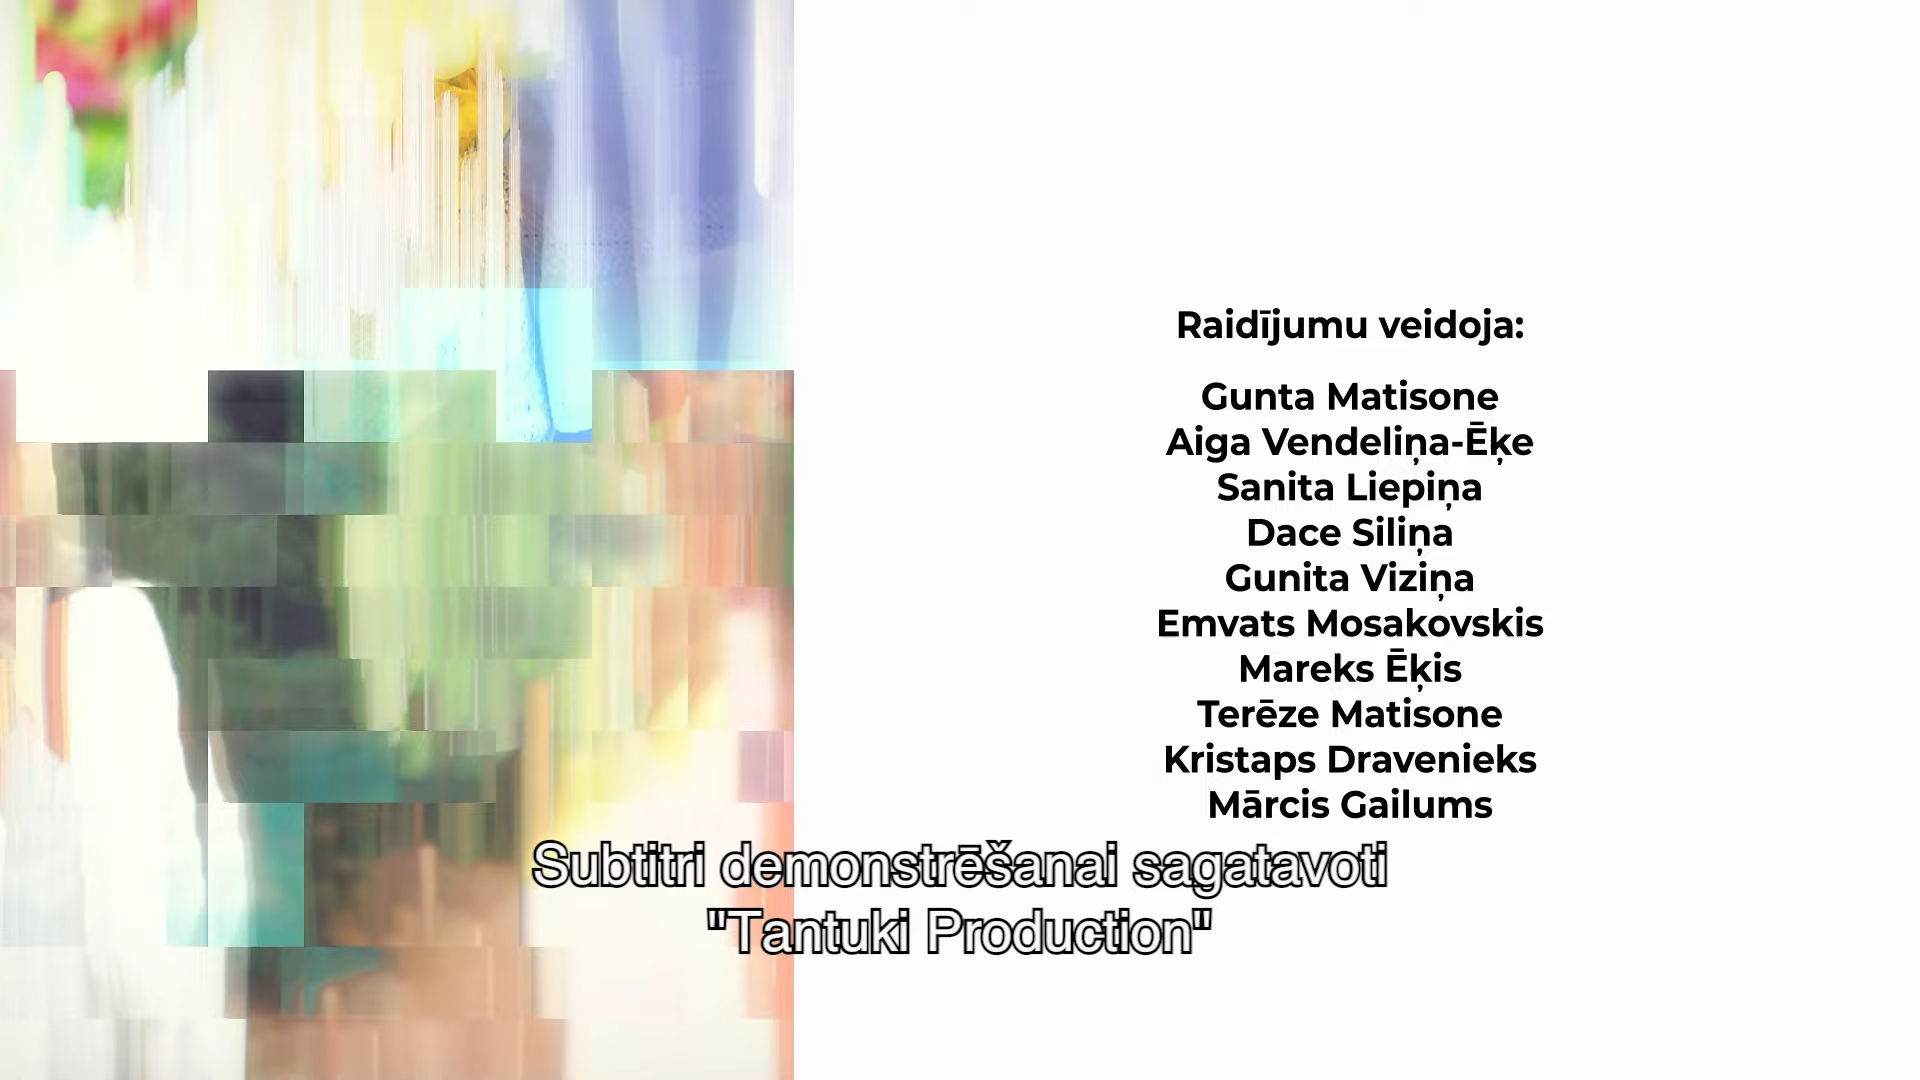 Raidījumu veidoja:
Gunta Matisone
Aiga Vendeliņa-Ēķe
Sanita Liepiņa
Dace Siliņa
Gunita Viziņa
Emvats Mosakovskis
Mareks Ēķis
Terēze Matisone
Kristaps Dravenieks
Mārcis Gailums
Subtitri demonstrēšanai sagatavoti
"Tantuki Production"